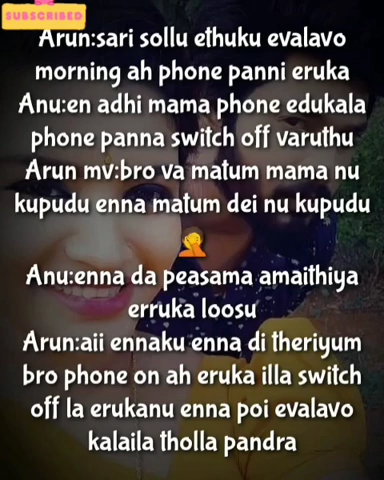 SUBSCRIBED
Arun:sari sollu ethuku evalavo
morning ah phone panni eruka
Anu:en adhi mama phone edukala
phone panna switch off varuthu
Arun mv:bro va matum mama nu
kupudu enna matum dei nu kupudu
🤦
Anu:enna da peasama amaithiya
erruka loosu
Arun:aii ennaku enna di theriyum
bro phone on ah eruka illa switch
off la erukanu enna poi evalavo
kalaila tholla pandra